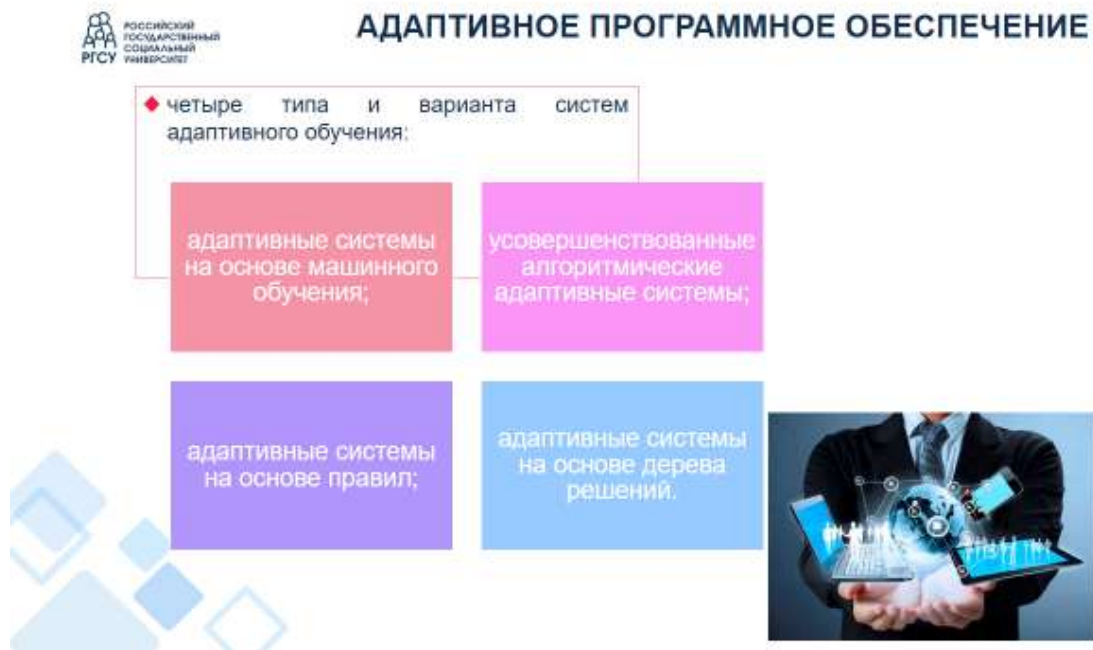 РОССИЙСКИЙ
ГОСУДАРСТВЕННЫЙ
СОЦИАЛЬНЫЙ
УНИВЕРСИТЕТ
РГСУ
АДАПТИВНОЕ ПРОГРАММНОЕ ОБЕСПЕЧЕНИЕ
четыре типа и варианта систем
адаптивного обучения:
адаптивные системы
на основе машинного
обучения;
усовершенствованные
алгоритмические
адаптивные системы;
адаптивные системы
на основе правил;
адаптивные системы
на основе дерева
решений.